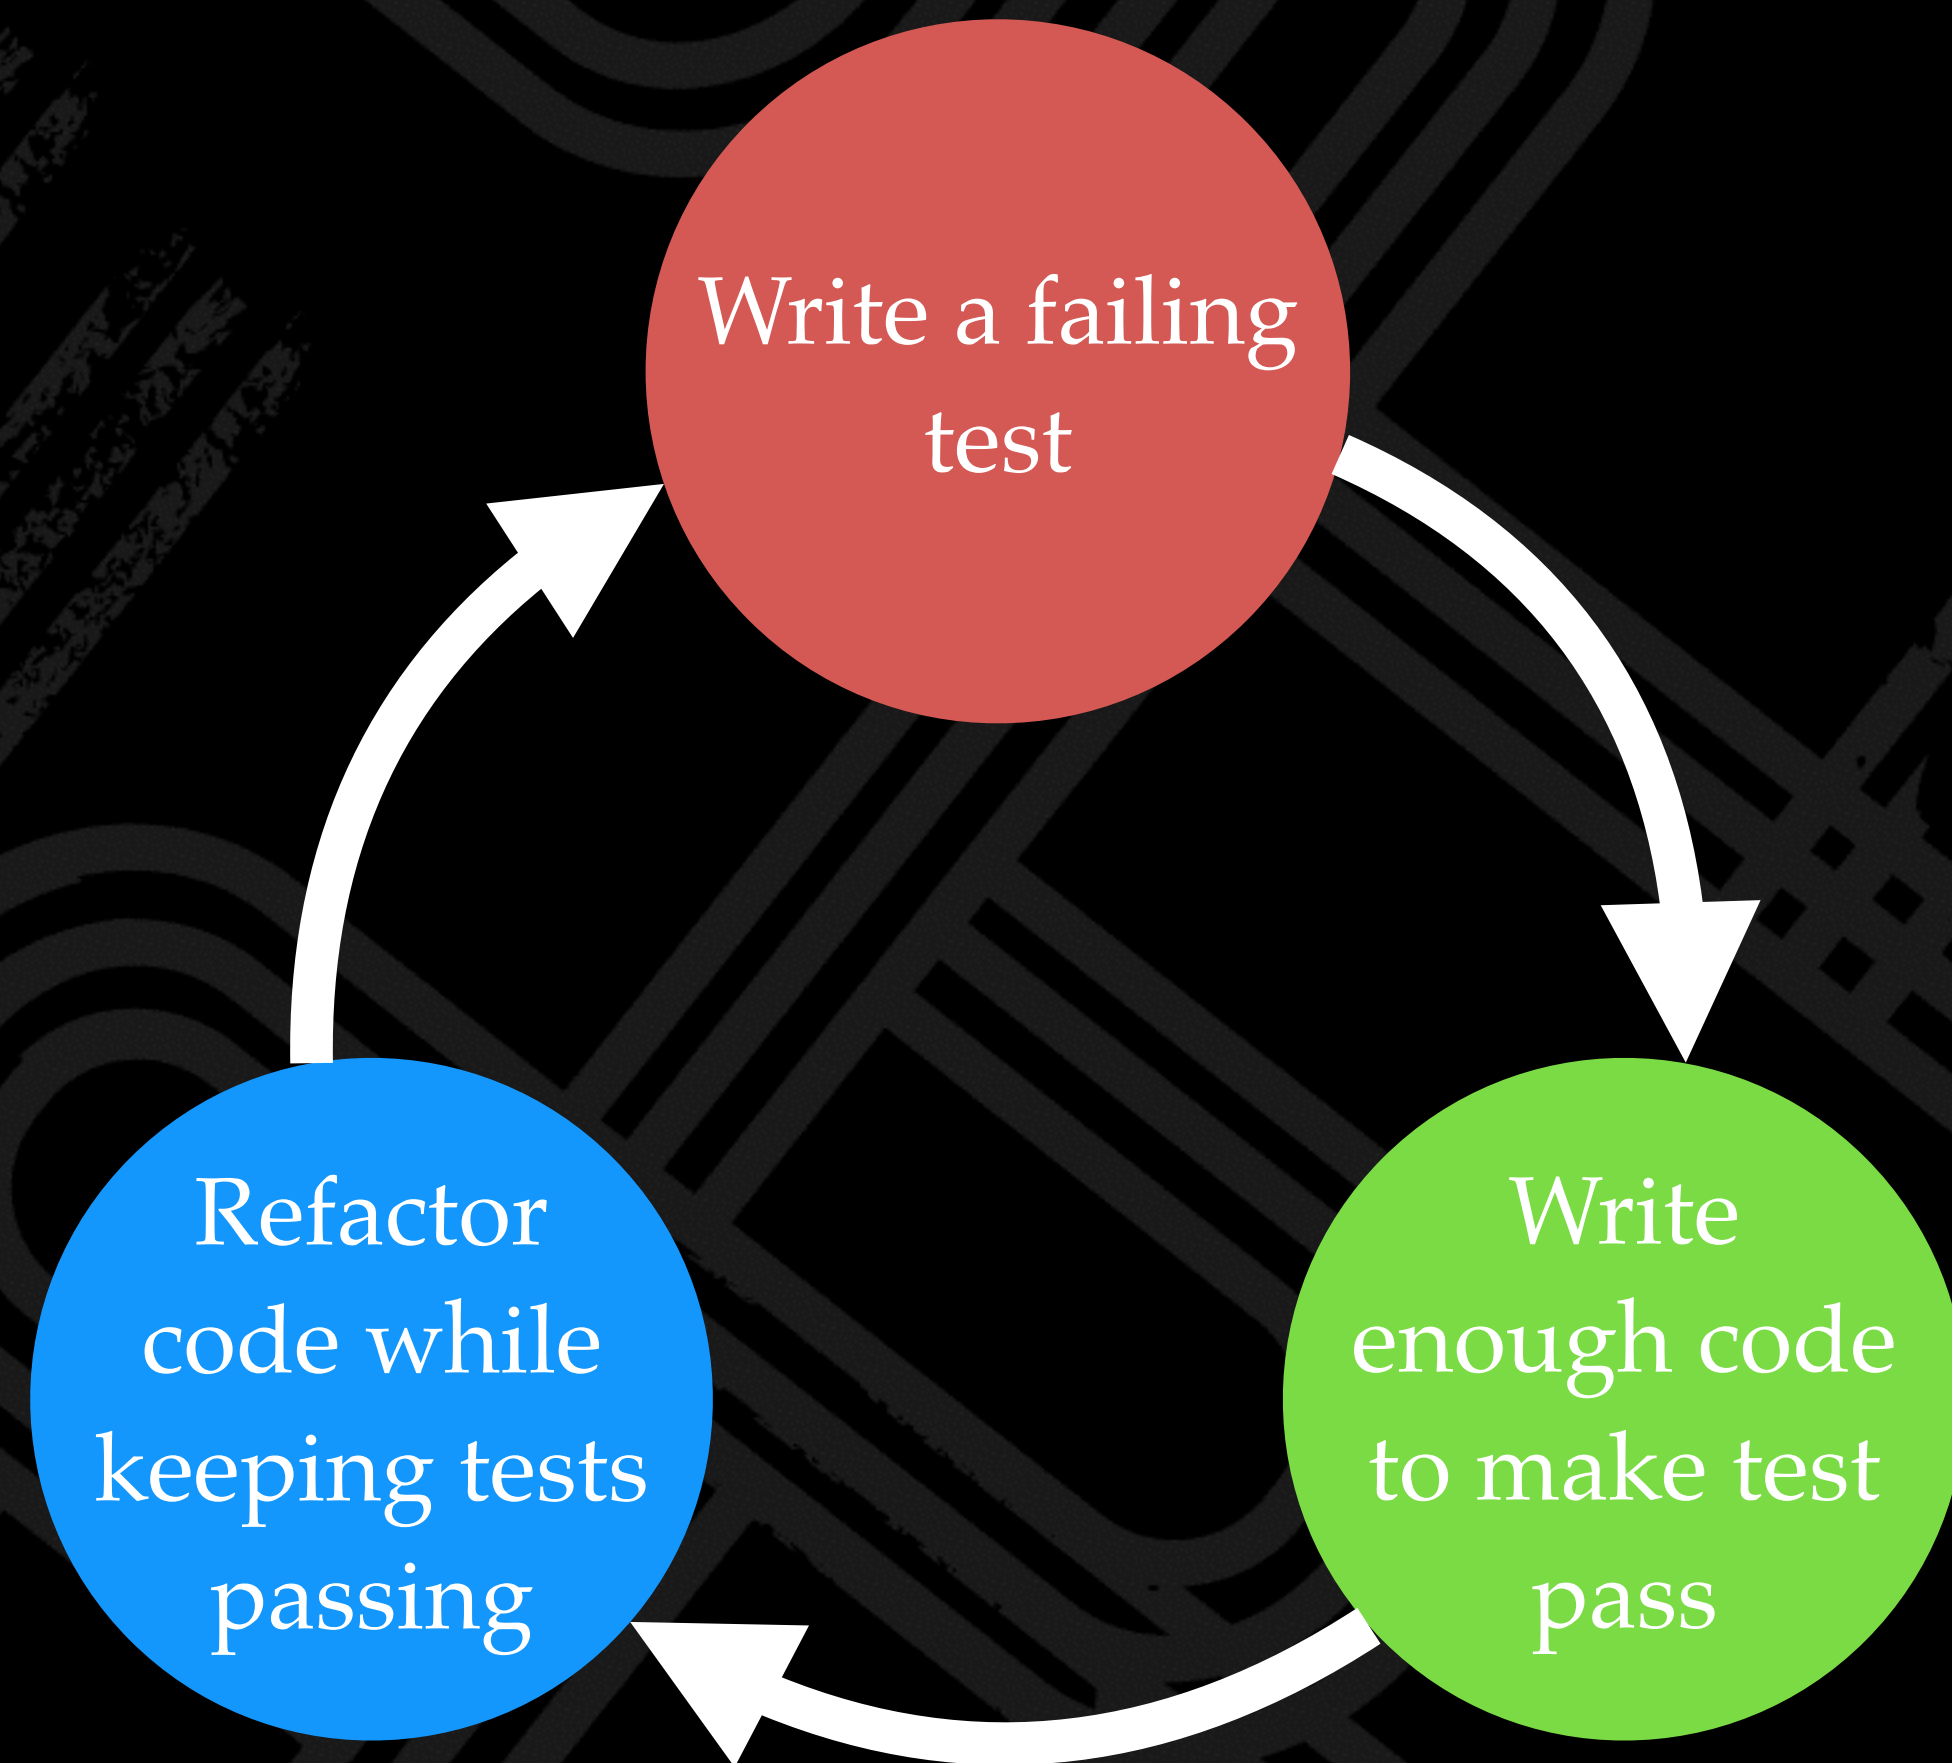 Write a failing
test
Write
enough code
to make test
pass
Refactor
code while
keeping tests
passing